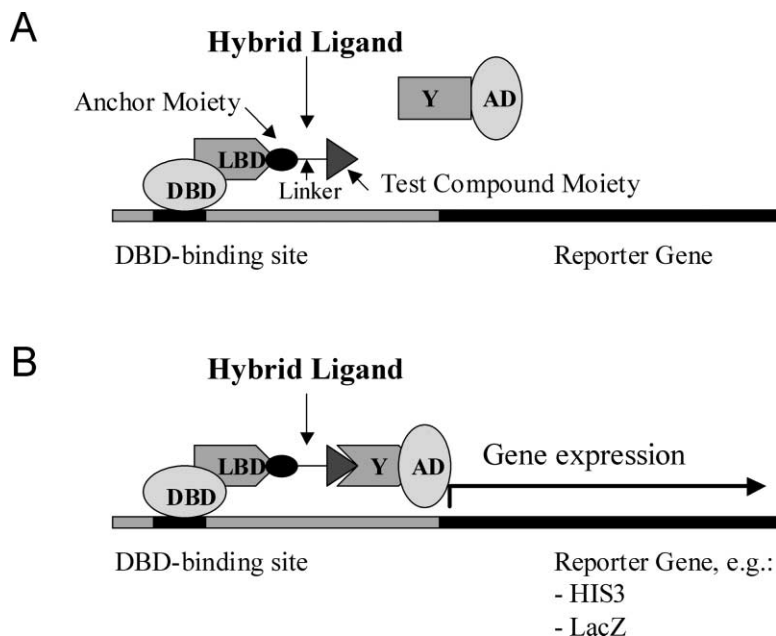 A
Hybrid Ligand
Anchor Moiety
Y
AD
LBD
DBD
Linker
Test Compound Moiety
DBD-binding site
Reporter Gene
B
Hybrid Ligand
LBD
Y
AD
DBD
Gene expression
DBD-binding site
Reporter Gene, e.g.:
- HIS3
- LacZ